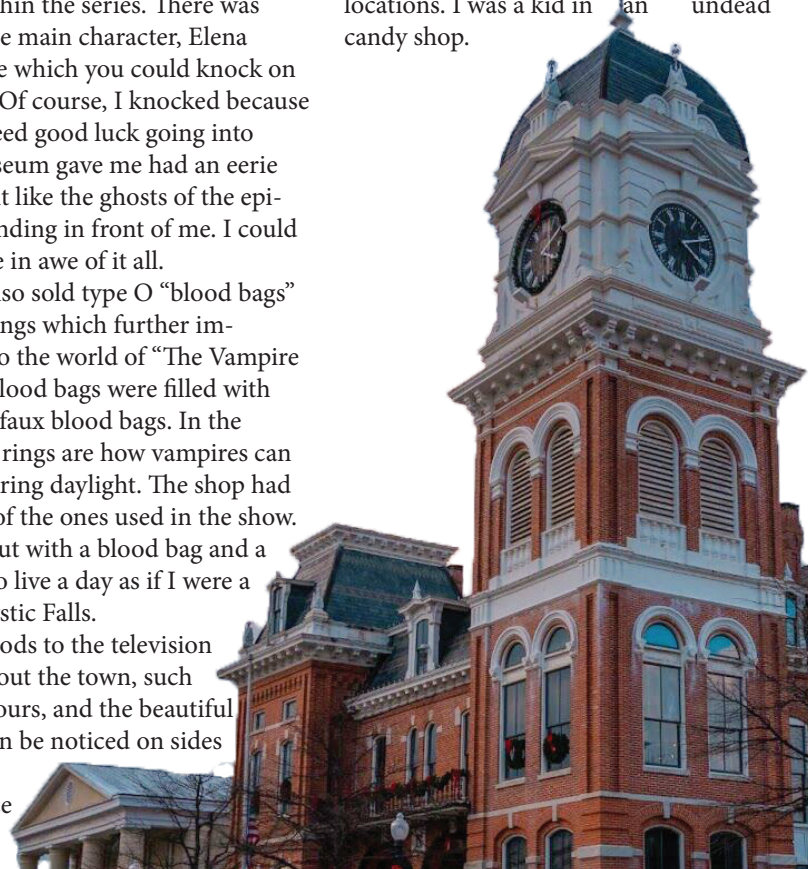 hin the series. There was
e main character, Elena
e which you could knock on
Of course, I knocked because
eed good luck going into
seum gave me had an eerie
t like the ghosts of the epi-
nding in front of me. I could
e in awe of it all.
lso sold type O “blood bags”
ngs which further im-
o the world of “The Vampire
lood bags were filled with
faux blood bags. In the
rings are how vampires can
ring daylight. The shop had
of the ones used in the show.
ut with a blood bag and a
o live a day as if I were a
stic Falls.
ods to the television
out the town, such
ours, and the beautiful
n be noticed on sides
e
locations. I was a kid in an undead
candy shop.